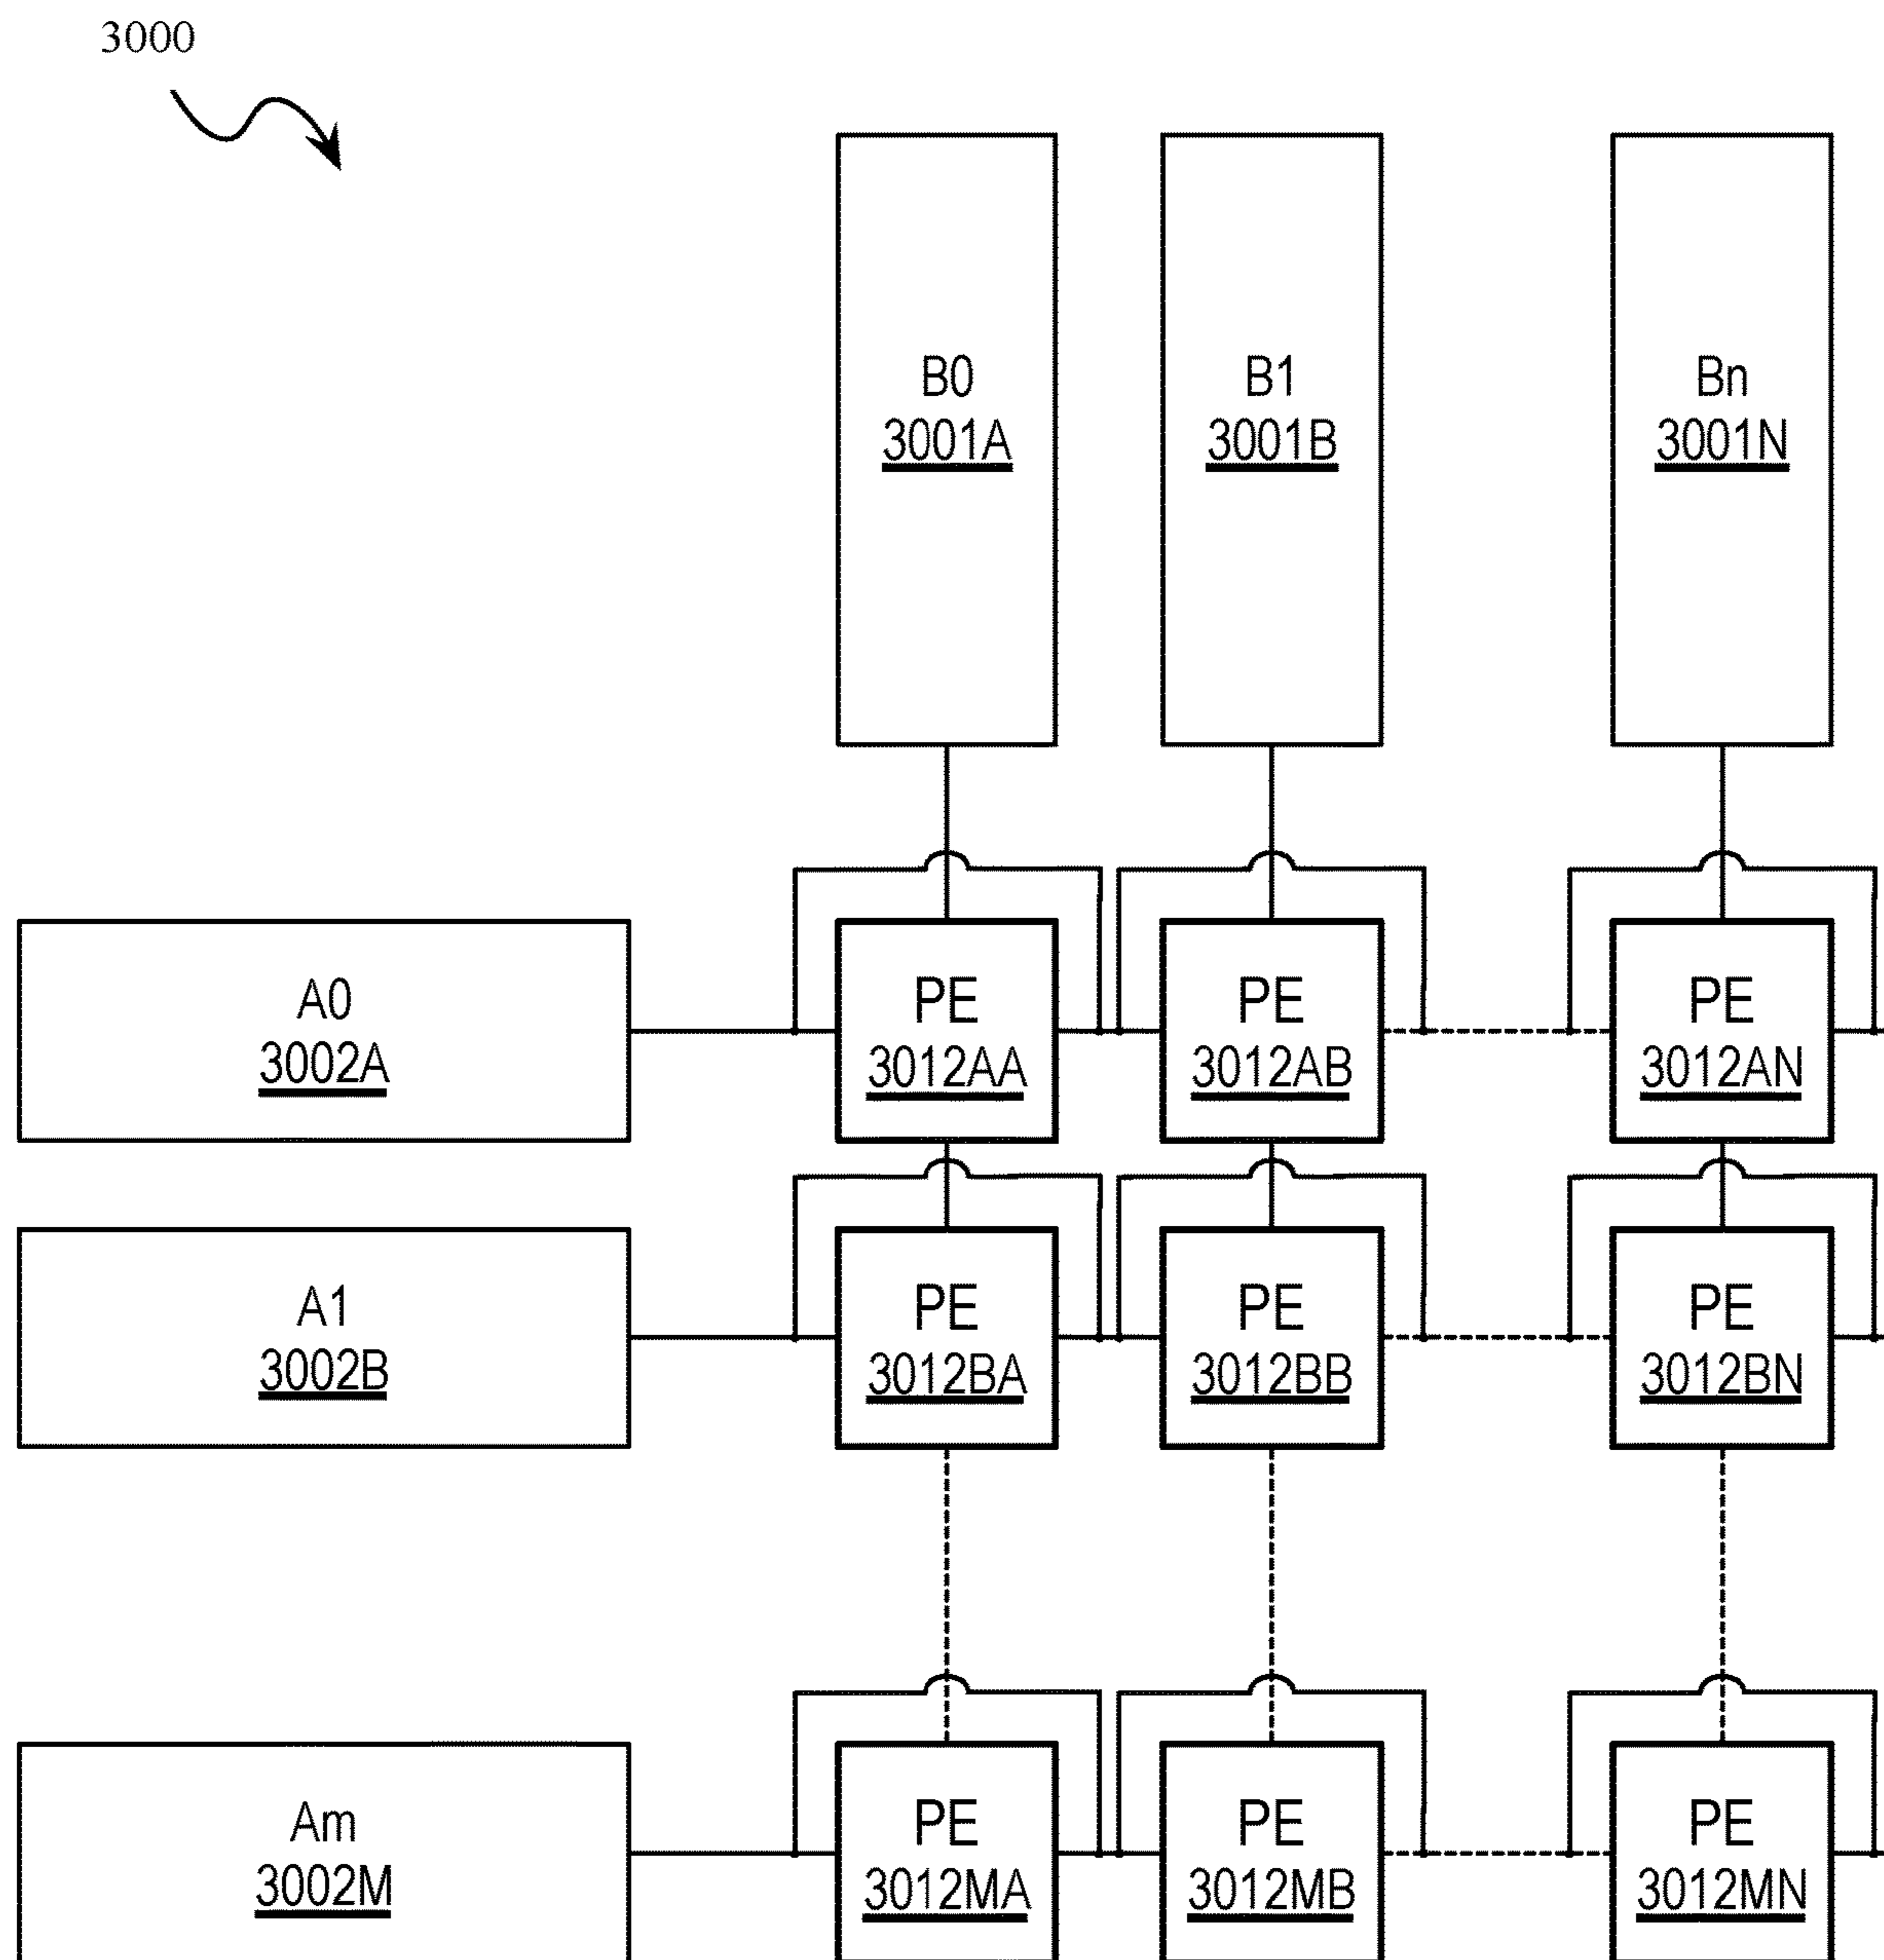 3000
B0
3001A
B1
3001B
Bn
3001N
A0
3002A
PE
3012AA
PE
3012AB
PE
3012AN
A1
3002B
PE
3012BA
PE
3012BB
PE
3012BN
Am
3002M
PE
3012MA
PE
3012MB
PE
3012MN